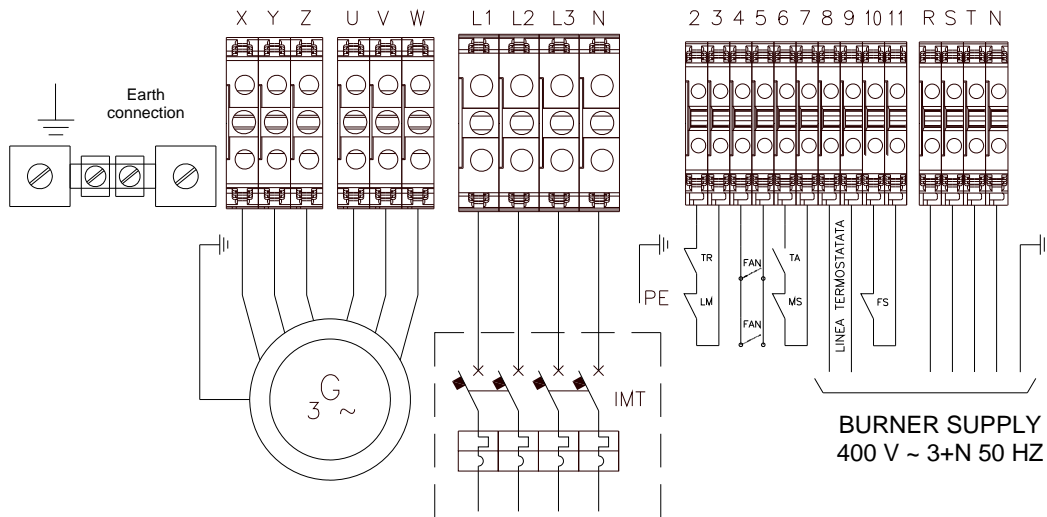 X Y Z U V W L1 L2 L3 N 2 3 4 5 6 7 8 9 10 11 R S T N
Earth
connection
PE
TR
LM
FAN
FAN
TA
MS
LINEA TERMOSTATATA
FS
G
3 ~
IMT
BURNER SUPPLY
400 V ~ 3+N 50 HZ